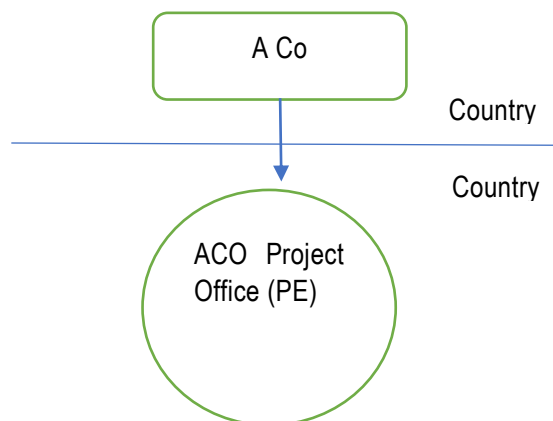 A Co
Country
Country
ACO Project
Office (PE)